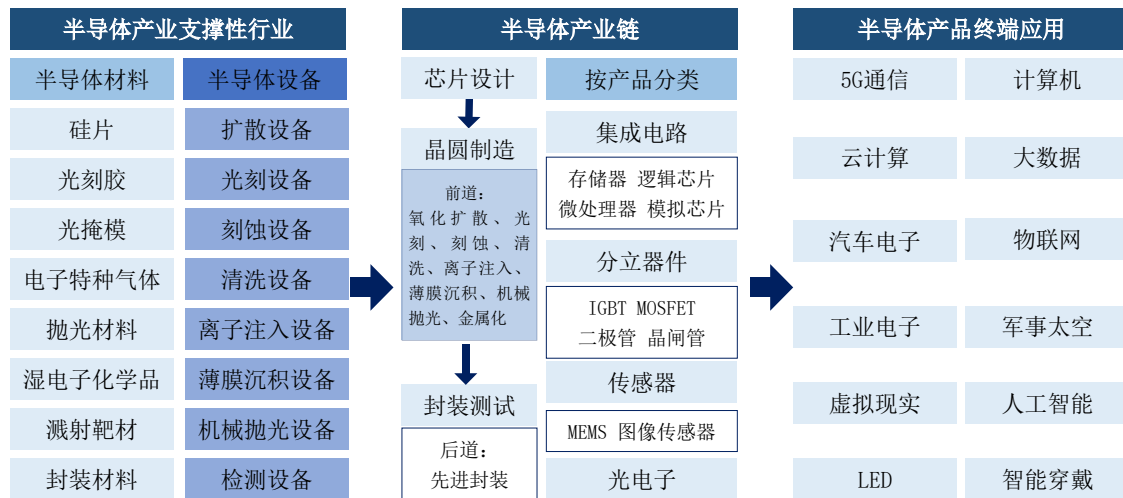 半导体产业支撑性行业
半导体材料
半导体设备
硅片
扩散设备
光刻胶
光刻设备
光掩模
刻蚀设备
电子特种气体
清洗设备
抛光材料
离子注入设备
湿电子化学品
薄膜沉积设备
溅射靶材
机械抛光设备
封装材料
检测设备
半导体产业链
芯片设计
晶圆制造
前道：
氧化扩散、光
刻、刻蚀、清
洗、离子注入、
薄膜沉积、机械
抛光、金属化
封装测试
后道：
先进封装
按产品分类
集成电路
存储器 逻辑芯片
微处理器 模拟芯片
分立器件
IGBT MOSFET
二极管 晶闸管
传感器
MEMS 图像传感器
光电子
半导体产品终端应用
5G通信
计算机
云计算
大数据
汽车电子
物联网
工业电子
军事太空
虚拟现实
人工智能
LED
智能穿戴